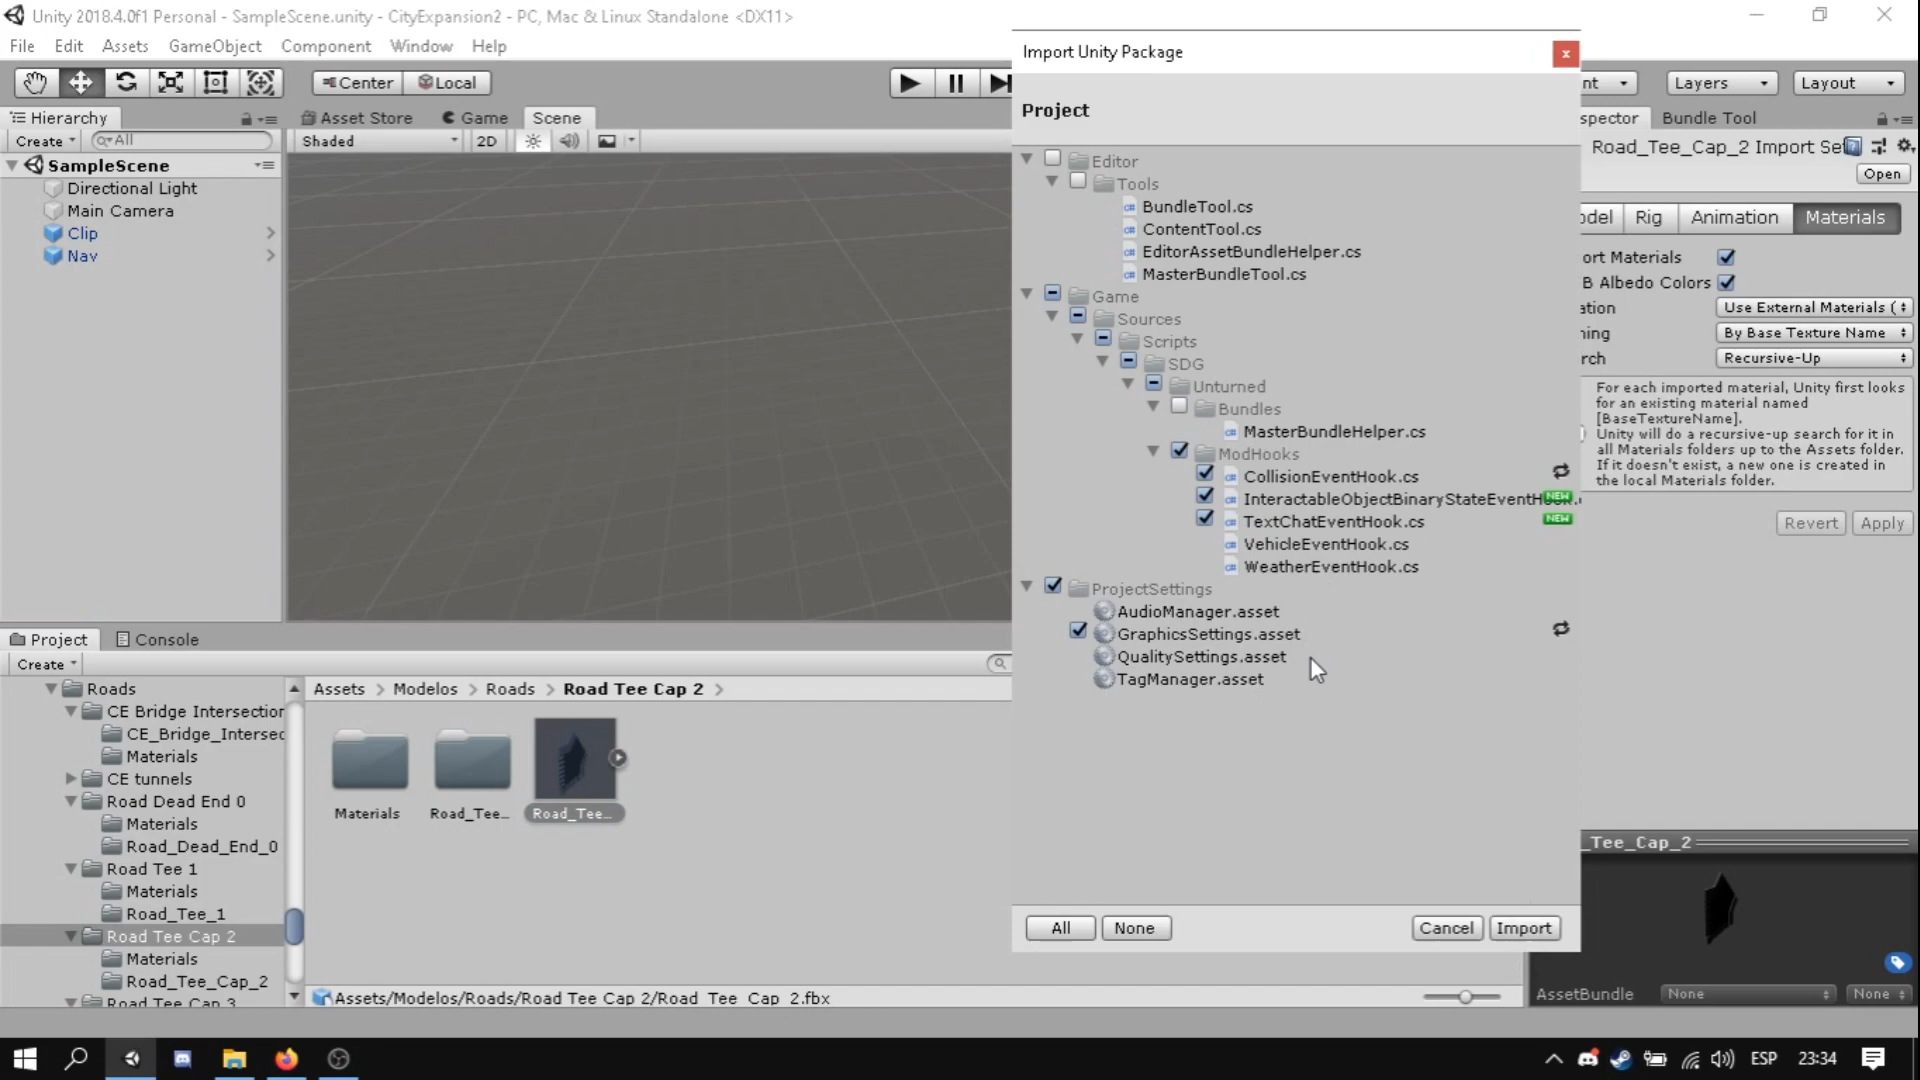 Unity 2018.4.0f1 Personal - SampleScene.unity - CityExpansion2 - PC, Mac & Linux Standalone <DX11>
File Edit Assets GameObject Component Window Help
Center Local
nt Layers Layout
Hierarchy
Create All
SampleScene
Directional Light
Main Camera
Clip
Nav
Asset Store Game Scene
Shaded 2D
Import Unity Package
x
Project
Editor
Tools
BundleTool.cs
ContentTool.cs
EditorAssetBundleHelper.cs
MasterBundleTool.cs
Game
Sources
Scripts
SDG
Unturned
Bundles
MasterBundleHelper.cs
ModHooks
CollisionEventHook.cs
InteractableObjectBinaryStateEventHook. NEW
TextChatEventHook.cs NEW
VehicleEventHook.cs
WeatherEventHook.cs
ProjectSettings
AudioManager.asset
GraphicsSettings.asset
QualitySettings.asset
TagManager.asset
All None Cancel Import
spector Bundle Tool
Road_Tee_Cap_2 Import Se
Open
odel Rig Animation Materials
ort Materials
B Albedo Colors
ation Use External Materials (
ning By Base Texture Name
rch Recursive-Up
For each imported material, Unity first looks
for an existing material named
[BaseTextureName].
Unity will do a recursive-up search for it in
all Materials folders up to the Assets folder.
If it doesn't exist, a new one is created in
the local Materials folder.
Revert Apply
Project Console
Create
Roads
CE Bridge Intersection
CE_Bridge_Intersec
Materials
CE tunnels
Road Dead End 0
Materials
Road_Dead_End_0
Road Tee 1
Materials
Road_Tee_1
Road Tee Cap 2
Materials
Road_Tee_Cap_2
Road Tee Cap 3
Assets > Modelos > Roads > Road Tee Cap 2 >
Materials Road_Tee... Road_Tee...
Assets/Modelos/Roads/Road Tee Cap 2/Road_Tee_Cap_2.fbx
_Tee_Cap_2
AssetBundle None None
ESP 23:34